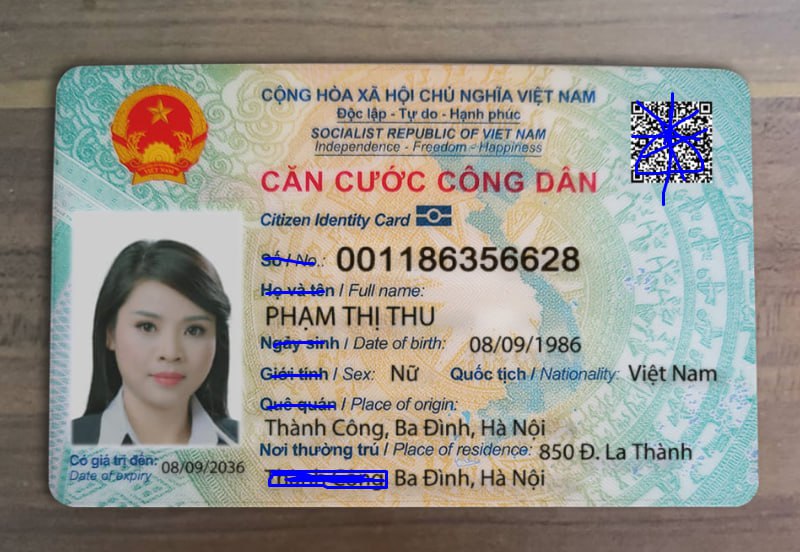 CỘNG HÒA XÃ HỘI CHỦ NGHĨA VIỆT NAM
Độc lập - Tự do - Hạnh phúc
SOCIALIST REPUBLIC OF VIET NAM
Independence - Freedom - Happiness
CĂN CƯỚC CÔNG DÂN
Citizen Identity Card
Số / No.: 001186356628
Họ và tên / Full name:
PHẠM THỊ THU
Ngày sinh / Date of birth: 08/09/1986
Giới tính / Sex: Nữ Quốc tịch / Nationality: Việt Nam
Quê quán / Place of origin:
Thành Công, Ba Đình, Hà Nội
Nơi thường trú / Place of residence: 850 Đ. La Thành
Ba Đình, Hà Nội
Có giá trị đến: 08/09/2036
Date of expiry
VIỆT NAM